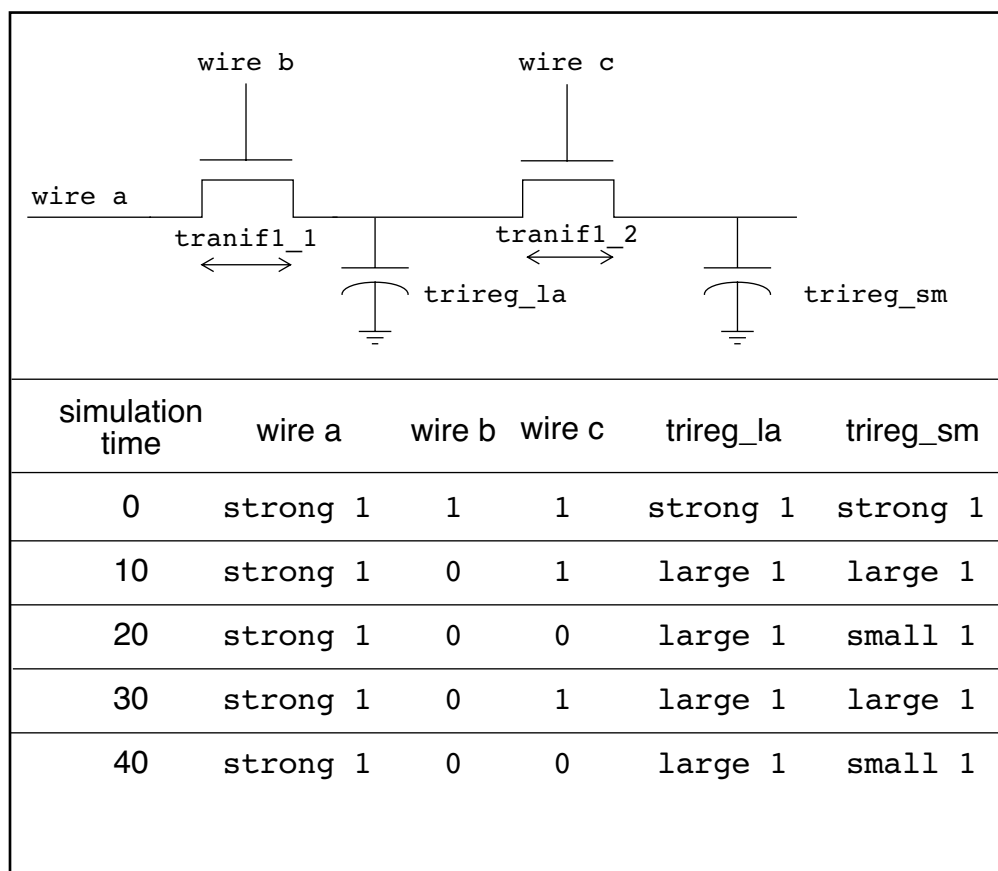 wire b wire c
wire a
tranif1_1 tranif1_2
trireg_la trireg_sm
simulation
time wire a wire b wire c trireg_la trireg_sm
0 strong 1 1 1 strong 1 strong 1
10 strong 1 0 1 large 1 large 1
20 strong 1 0 0 large 1 small 1
30 strong 1 0 1 large 1 large 1
40 strong 1 0 0 large 1 small 1